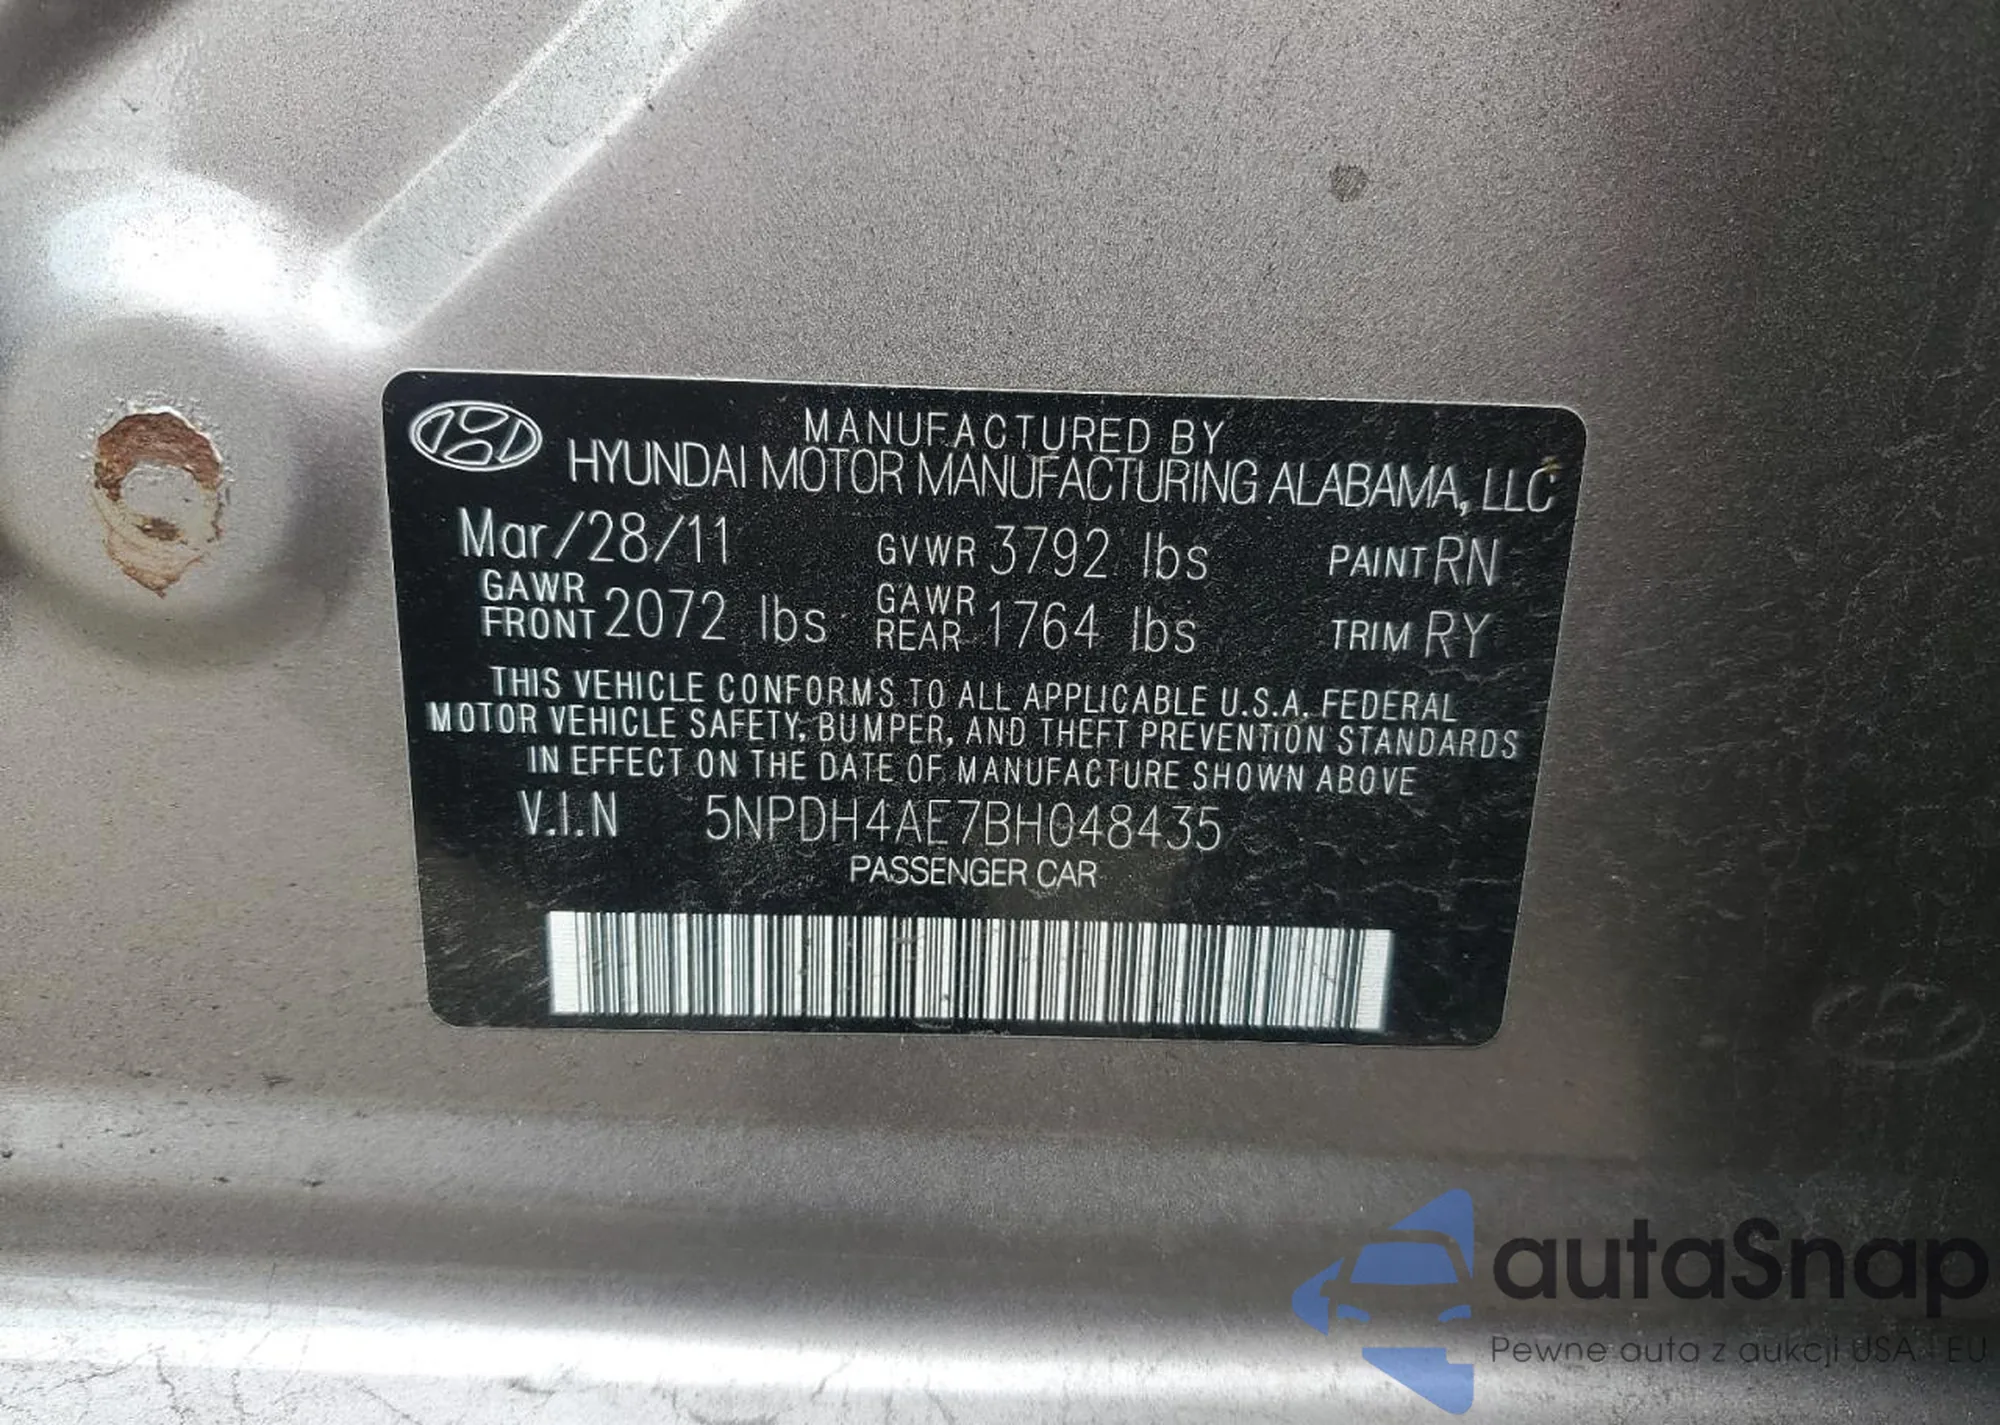 MANUFACTURED BY
HYUNDAI MOTOR MANUFACTURING ALABAMA, LLC
Mar/28/11 GVWR 3792 lbs PAINT RN
GAWR FRONT 2072 lbs GAWR REAR 1764 lbs TRIM RY
THIS VEHICLE CONFORMS TO ALL APPLICABLE U.S.A. FEDERAL
MOTOR VEHICLE SAFETY, BUMPER, AND THEFT PREVENTION STANDARDS
IN EFFECT ON THE DATE OF MANUFACTURE SHOWN ABOVE
V.I.N 5NPDH4AE7BH048435
PASSENGER CAR
autaSnap
Pewne auta z aukcji USA i EU